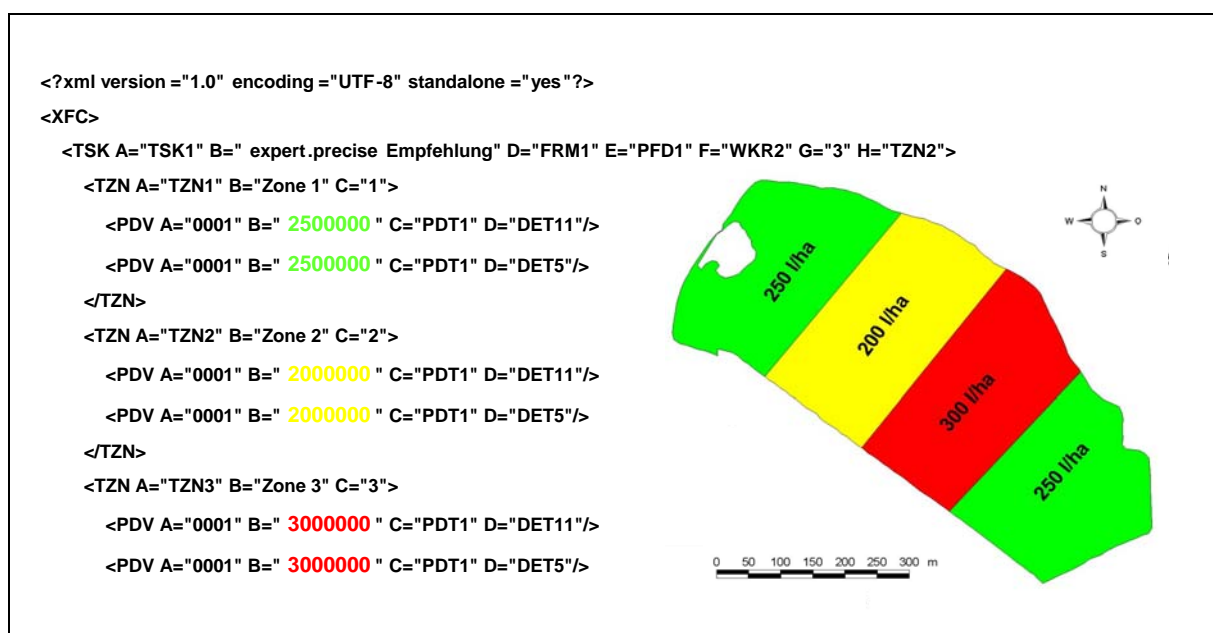 <?xml version ="1.0" encoding ="UTF-8" standalone ="yes"?>
<XFC>
<TSK A="TSK1" B=" expert.precise Empfehlung" D="FRM1" E="PFD1" F="WKR2" G="3" H="TZN2">
<TZN A="TZN1" B="Zone 1" C="1">
<PDV A="0001" B=" 2500000 " C="PDT1" D="DET11"/>
<PDV A="0001" B=" 2500000 " C="PDT1" D="DET5"/>
</TZN>
<TZN A="TZN2" B="Zone 2" C="2">
<PDV A="0001" B=" 2000000 " C="PDT1" D="DET11"/>
<PDV A="0001" B=" 2000000 " C="PDT1" D="DET5"/>
</TZN>
<TZN A="TZN3" B="Zone 3" C="3">
<PDV A="0001" B=" 3000000 " C="PDT1" D="DET11"/>
<PDV A="0001" B=" 3000000 " C="PDT1" D="DET5"/>
N
W O
S
250 l/ha
200 l/ha
300 l/ha
250 l/ha
0 50 100 150 200 250 300 m